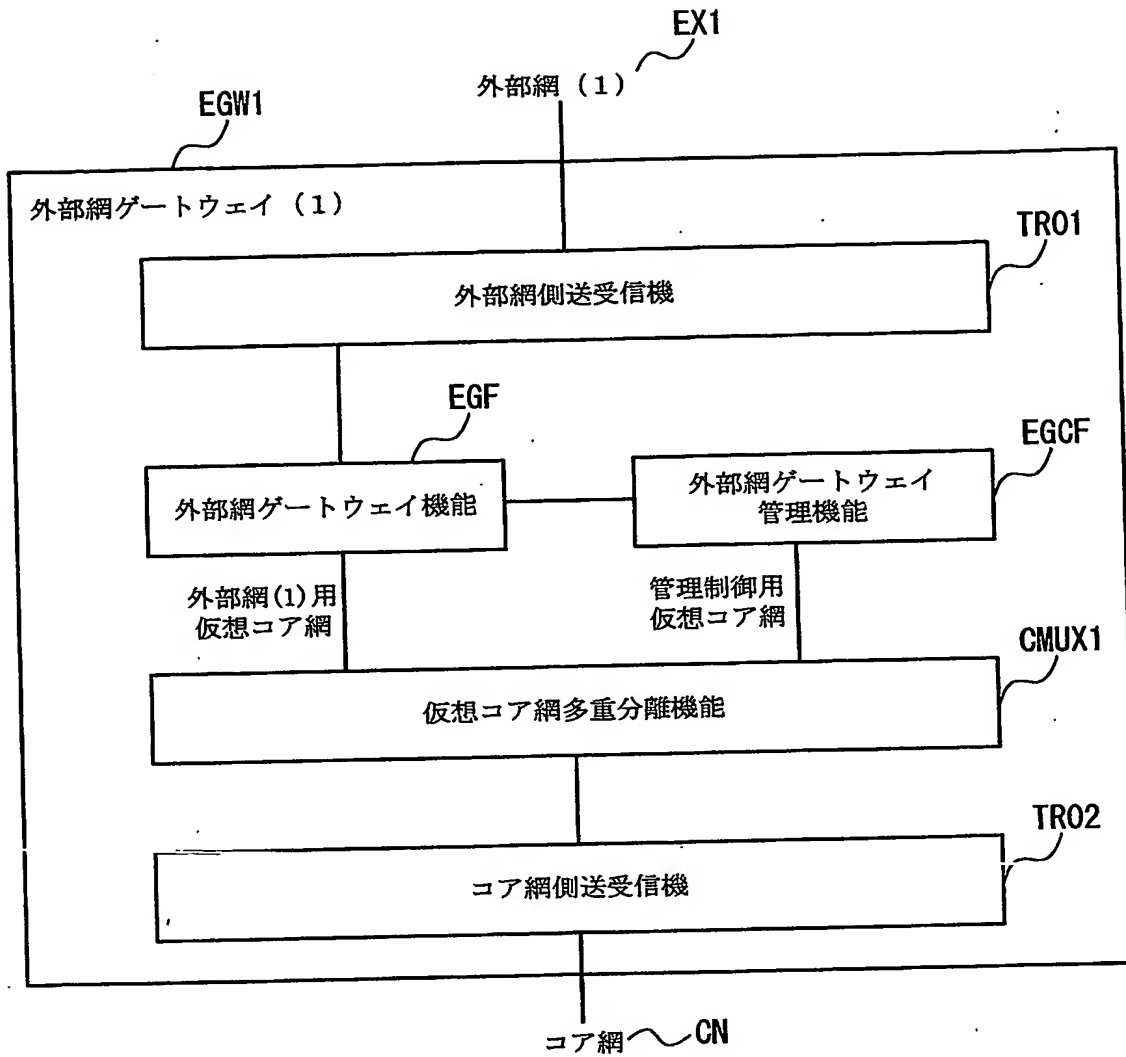 EX1
外部網（１）
EGW1
外部網ゲートウェイ（１）
TRO1
外部網側送受信機
EGF
EGCF
外部網ゲートウェイ機能
外部網ゲートウェイ
管理機能
外部網(1)用
仮想コア網
管理制御用
仮想コア網
CMUX1
仮想コア網多重分離機能
TRO2
コア網側送受信機
コア網
CN